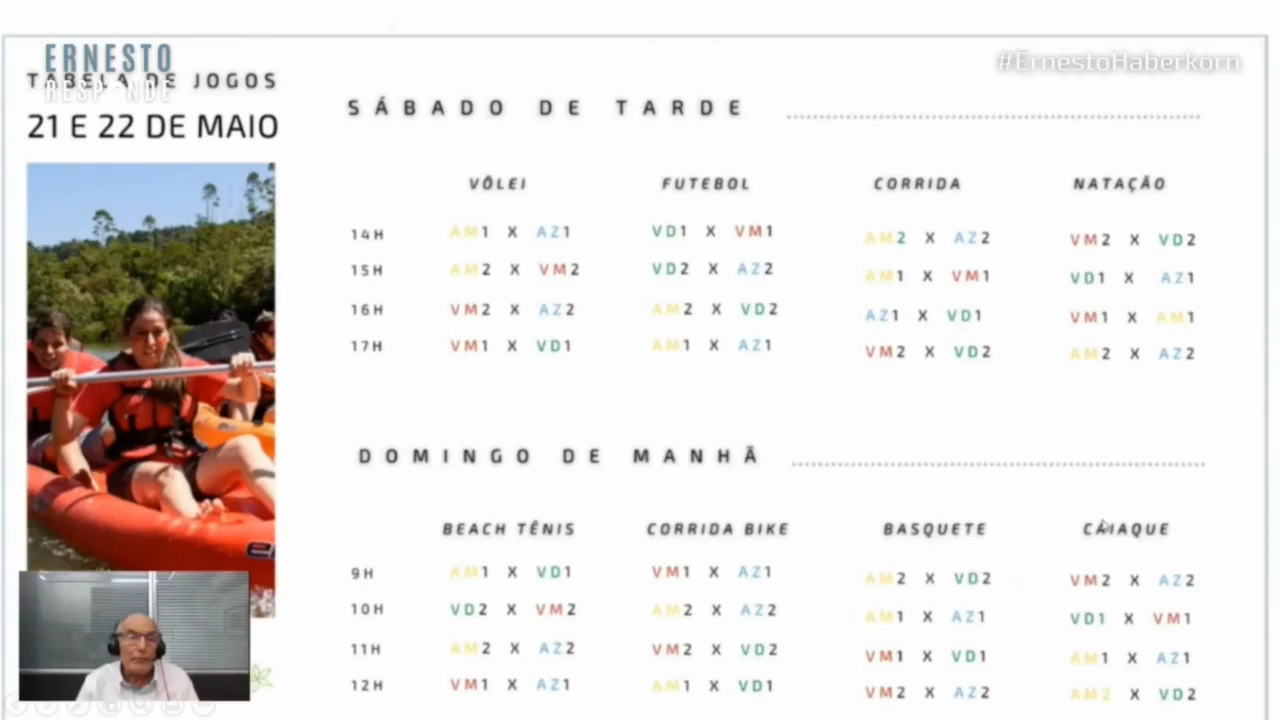 ERNESTO
RESPONDE
#ErnestoHaberkorn
TABELA DE JOGOS
21 E 22 DE MAIO
SÁBADO DE TARDE
VÔLEI FUTEBOL CORRIDA NATAÇÃO
14H AM1 X AZ1 VD1 X VM1 AM2 X AZ2 VM2 X VD2
15H AM2 X VM2 VD2 X AZ2 AM1 X VM1 VD1 X AZ1
16H VM2 X AZ2 AM2 X VD2 AZ1 X VD1 VM1 X AM1
17H VM1 X VD1 AM1 X AZ1 VM2 X VD2 AM2 X AZ2
DOMINGO DE MANHÃ
BEACH TÊNIS CORRIDA BIKE BASQUETE CAIAQUE
9H AM1 X VD1 VM1 X AZ1 AM2 X VD2 VM2 X AZ2
10H VD2 X VM2 AM2 X AZ2 AM1 X AZ1 VD1 X VM1
11H AM2 X AZ2 VM2 X VD2 VM1 X VD1 AM1 X AZ1
12H VM1 X AZ1 AM1 X VD1 VM2 X AZ2 AM2 X VD2